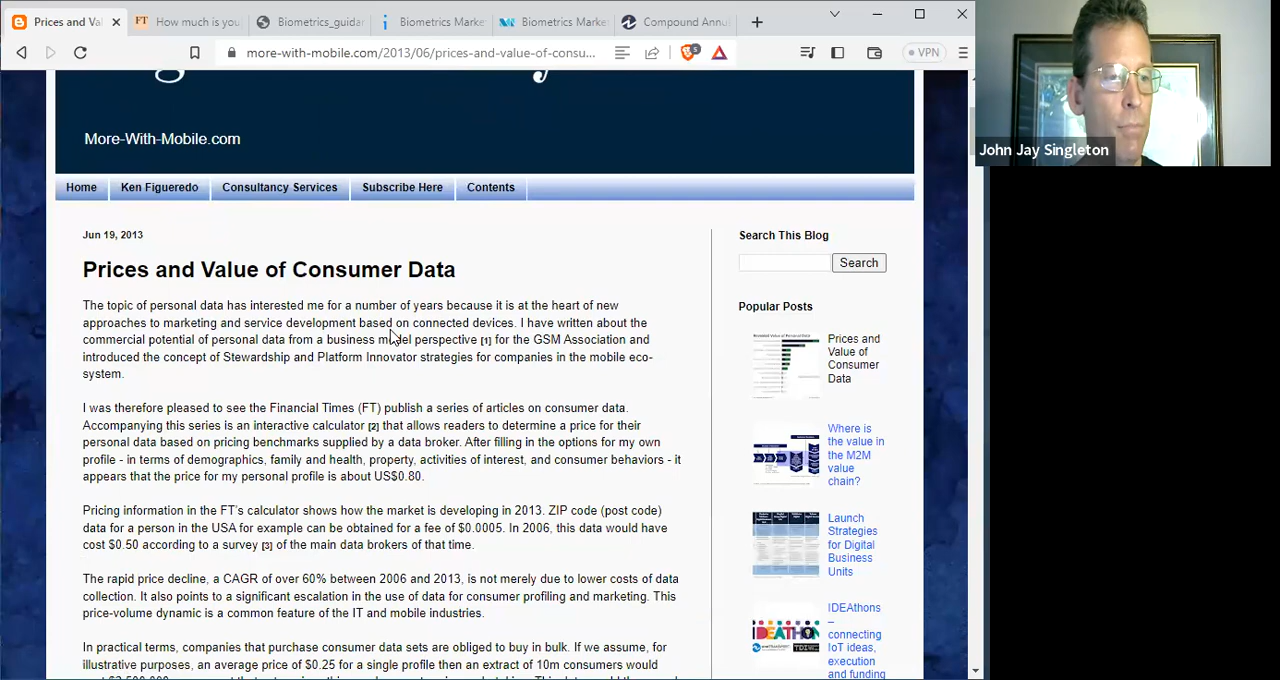 Prices and Val
How much is you
Biometrics_guidar
Biometrics Marke
Biometrics Marke
Compound Annu
more-with-mobile.com/2013/06/prices-and-value-of-consu...
5
VPN
More-With-Mobile.com
John Jay Singleton
Home
Ken Figueredo
Consultancy Services
Subscribe Here
Contents
Jun 19, 2013
Prices and Value of Consumer Data
The topic of personal data has interested me for a number of years because it is at the heart of new
approaches to marketing and service development based on connected devices. I have written about the
commercial potential of personal data from a business model perspective [1] for the GSM Association and
introduced the concept of Stewardship and Platform Innovator strategies for companies in the mobile eco-
system.
I was therefore pleased to see the Financial Times (FT) publish a series of articles on consumer data.
Accompanying this series is an interactive calculator [2] that allows readers to determine a price for their
personal data based on pricing benchmarks supplied by a data broker. After filling in the options for my own
profile - in terms of demographics, family and health, property, activities of interest, and consumer behaviors - it
appears that the price for my personal profile is about US$0.80.
Pricing information in the FT's calculator shows how the market is developing in 2013. ZIP code (post code)
data for a person in the USA for example can be obtained for a fee of $0.0005. In 2006, this data would have
cost $0.50 according to a survey [3] of the main data brokers of that time.
The rapid price decline, a CAGR of over 60% between 2006 and 2013, is not merely due to lower costs of data
collection. It also points to a significant escalation in the use of data for consumer profiling and marketing. This
price-volume dynamic is a common feature of the IT and mobile industries.
In practical terms, companies that purchase consumer data sets are obliged to buy in bulk. If we assume, for
illustrative purposes, an average price of $0.25 for a single profile then an extract of 10m consumers would
Search This Blog
Search
Popular Posts
Prices and
Value of
Consumer
Data
Where is
the value in
the M2M
value
chain?
Launch
Strategies
for Digital
Business
Units
IDEAthons
–
connecting
IoT ideas,
execution
and funding